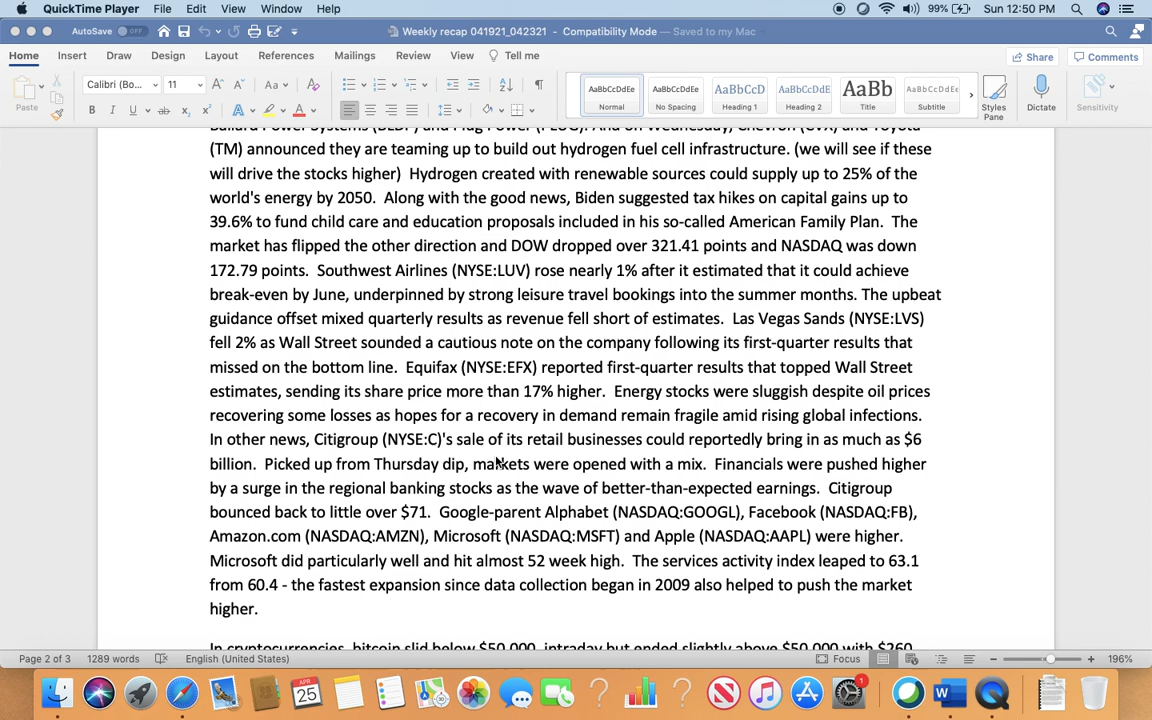 QuickTime Player File Edit View Window Help 99% Sun 12:50 PM
AutoSave OFF Weekly recap 041921_042321 - Compatibility Mode — Saved to my Mac
Home Insert Draw Design Layout References Mailings Review View Tell me Share Comments
Paste Calibri (Bo... 11 Aa AaBbCcDdEe AaBbCcDdEe AaBbCcD AaBbCcDdE AaBb AaBbCcDdEe
B I U ab x₂ x² A A Normal No Spacing Heading 1 Heading 2 Title Subtitle Styles Pane Dictate Sensitivity
Ballard Power Systems (BLDP) and Plug Power (PLUG). And on Wednesday, Chevron (CVX) and Toyota
(TM) announced they are teaming up to build out hydrogen fuel cell infrastructure. (we will see if these
will drive the stocks higher) Hydrogen created with renewable sources could supply up to 25% of the
world's energy by 2050. Along with the good news, Biden suggested tax hikes on capital gains up to
39.6% to fund child care and education proposals included in his so-called American Family Plan. The
market has flipped the other direction and DOW dropped over 321.41 points and NASDAQ was down
172.79 points. Southwest Airlines (NYSE:LUV) rose nearly 1% after it estimated that it could achieve
break-even by June, underpinned by strong leisure travel bookings into the summer months. The upbeat
guidance offset mixed quarterly results as revenue fell short of estimates. Las Vegas Sands (NYSE:LVS)
fell 2% as Wall Street sounded a cautious note on the company following its first-quarter results that
missed on the bottom line. Equifax (NYSE:EFX) reported first-quarter results that topped Wall Street
estimates, sending its share price more than 17% higher. Energy stocks were sluggish despite oil prices
recovering some losses as hopes for a recovery in demand remain fragile amid rising global infections.
In other news, Citigroup (NYSE:C)'s sale of its retail businesses could reportedly bring in as much as $6
billion. Picked up from Thursday dip, markets were opened with a mix. Financials were pushed higher
by a surge in the regional banking stocks as the wave of better-than-expected earnings. Citigroup
bounced back to little over $71. Google-parent Alphabet (NASDAQ:GOOGL), Facebook (NASDAQ:FB),
Amazon.com (NASDAQ:AMZN), Microsoft (NASDAQ:MSFT) and Apple (NASDAQ:AAPL) were higher.
Microsoft did particularly well and hit almost 52 week high. The services activity index leaped to 63.1
from 60.4 - the fastest expansion since data collection began in 2009 also helped to push the market
higher.
In cryptocurrencies, bitcoin slid below $50,000, intraday but ended slightly above $50,000 with $260
Page 2 of 3 1289 words English (United States) Focus 196%
APR 25 1